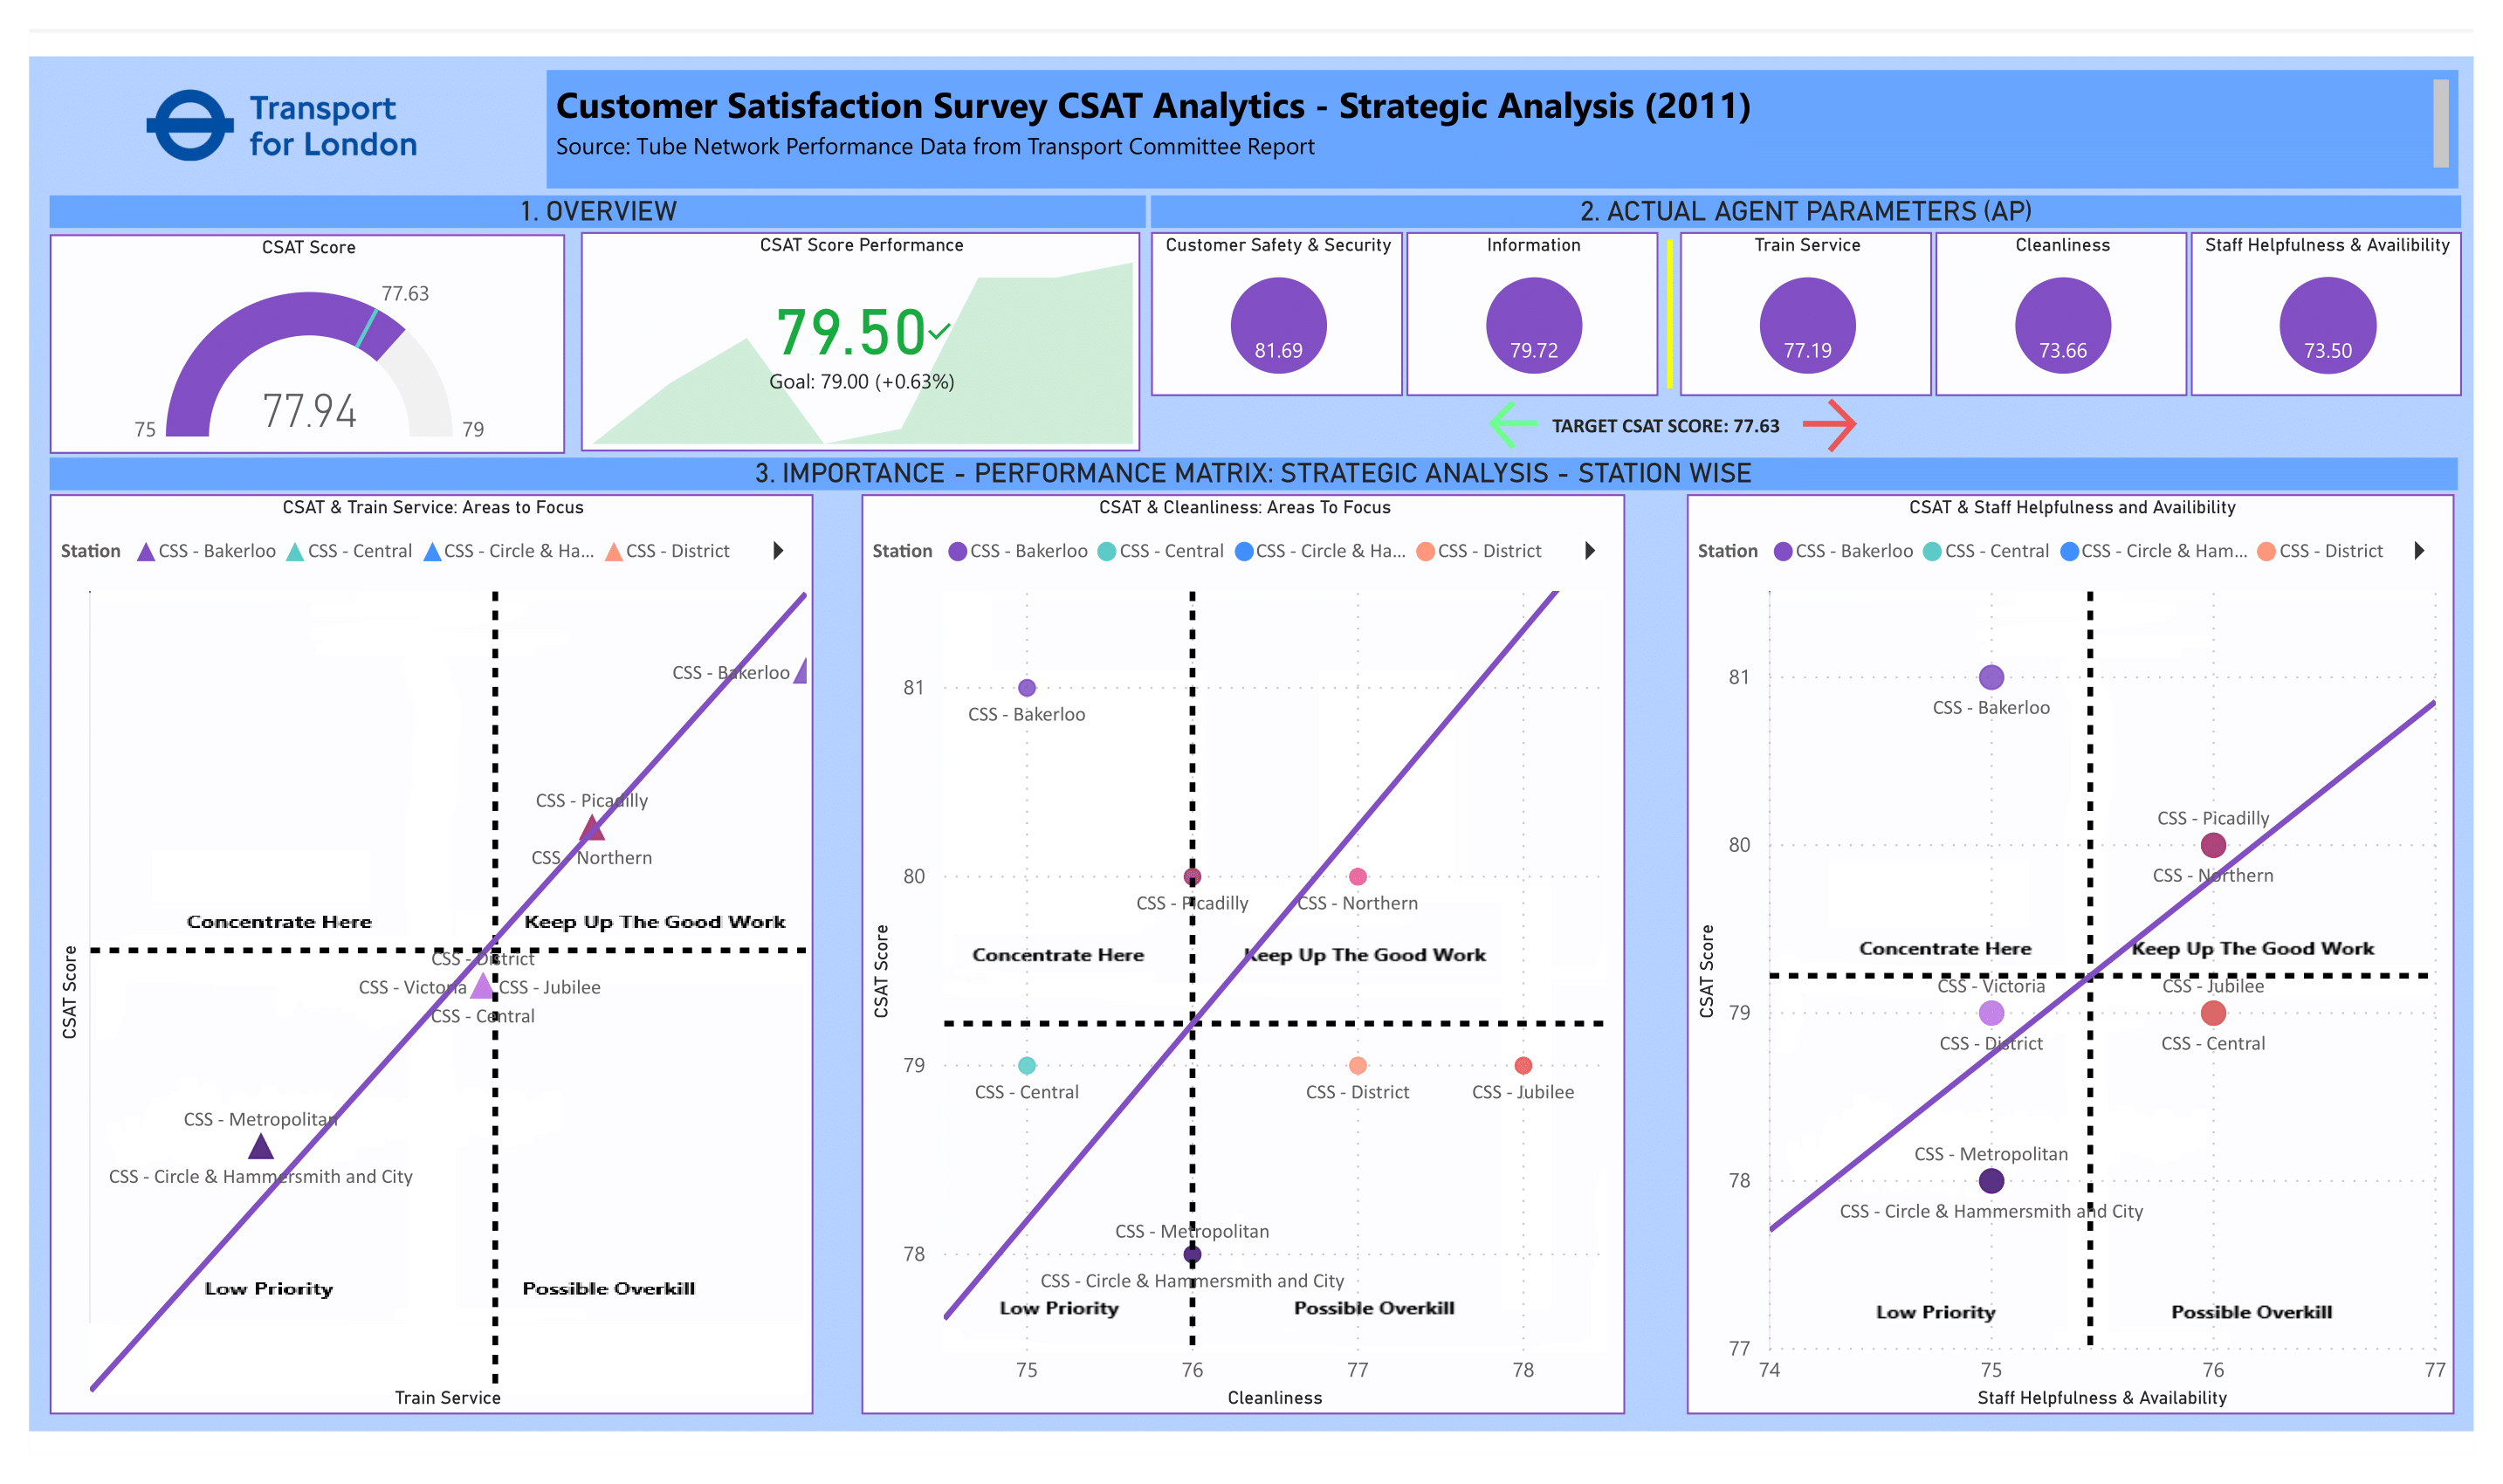 Transport
for London
Customer Satisfaction Survey CSAT Analytics - Strategic Analysis (2011)
Source: Tube Network Performance Data from Transport Committee Report
1. OVERVIEW
2. ACTUAL AGENT PARAMETERS (AP)
CSAT Score
77.63
77.94
75
79
CSAT Score Performance
79.50
Goal: 79.00 (+0.63%)
Customer Safety & Security
81.69
Information
79.72
Train Service
77.19
Cleanliness
73.66
Staff Helpfulness & Availibility
73.50
TARGET CSAT SCORE: 77.63
3. IMPORTANCE - PERFORMANCE MATRIX: STRATEGIC ANALYSIS - STATION WISE
CSAT & Train Service: Areas to Focus
Station CSS - Bakerloo CSS - Central CSS - Circle & Ha... CSS - District
CSS - Bakerloo
CSS - Picadilly
CSS - Northern
Concentrate Here
Keep Up The Good Work
CSS - District
CSS - Victoria
CSS - Jubilee
CSS - Central
CSS - Metropolitan
CSS - Circle & Hammersmith and City
Low Priority
Possible Overkill
CSAT Score
Train Service
CSAT & Cleanliness: Areas To Focus
Station CSS - Bakerloo CSS - Central CSS - Circle & Ha... CSS - District
81
CSS - Bakerloo
80
CSS - Picadilly
CSS - Northern
Concentrate Here
Keep Up The Good Work
79
CSS - Central
CSS - District
CSS - Jubilee
CSS - Metropolitan
78
CSS - Circle & Hammersmith and City
Low Priority
Possible Overkill
CSAT Score
75 76 77 78
Cleanliness
CSAT & Staff Helpfulness and Availibility
Station CSS - Bakerloo CSS - Central CSS - Circle & Ham... CSS - District
81
CSS - Bakerloo
CSS - Picadilly
80
CSS - Northern
Concentrate Here
Keep Up The Good Work
CSS - Victoria
CSS - Jubilee
79
CSS - District
CSS - Central
CSS - Metropolitan
78
CSS - Circle & Hammersmith and City
Low Priority
Possible Overkill
77
CSAT Score
74 75 76 77
Staff Helpfulness & Availability